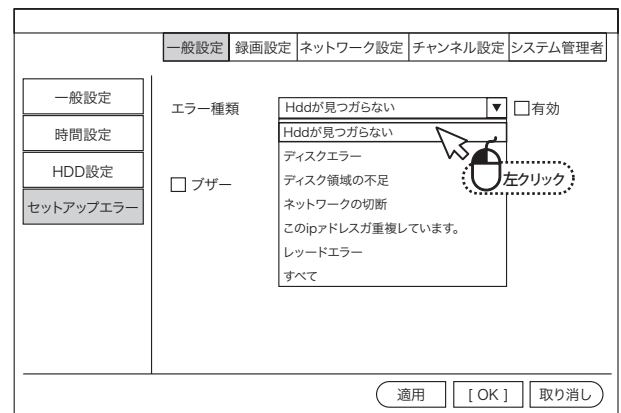 一般設定 録画設定 ネットワーク設定 チャンネル設定 システム管理者
一般設定
時間設定
HDD設定
セットアップエラー
エラー種類 Hddが見つガらない ▼ □有効
Hddが見つガらない
ディスクエラー
ディスク領域の不足
ネットワークの切断
このipァドレスガ重複しています。
レッードエラー
すべて
左クリック
□ ブザー
適用 [ OK ] 取り消し